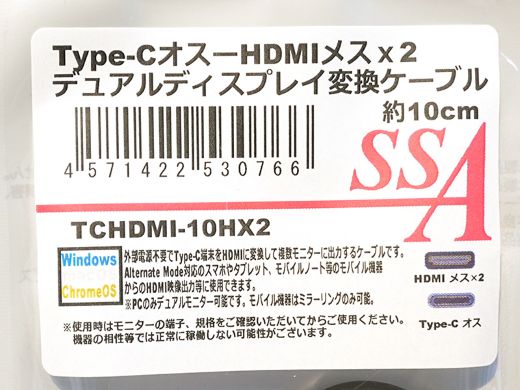 Type-CオスーHDMIメスｘ2
デュアルディスプレイ変換ケーブル
約10cm
4 571422 530766
SSA
TCHDMI-10HX2
Windows
ChromeOS
外部電源不要でType-C端末をHDMIに変換して複数モニターに出力するケーブルです。
Alternate Mode対応のスマホやタブレット、モバイルノート等のモバイル機器
からのHDMI映像出力等に使用できます。
※PCのみデュアルモニター可能です。モバイル機器はミラーリングのみ可能。
HDMI メス×2
Type-C オス
※使用時はモニターの端子、規格をご確認いただいてからご使用ください。
機器の相性等では正常に稼働しない可能性がございます。